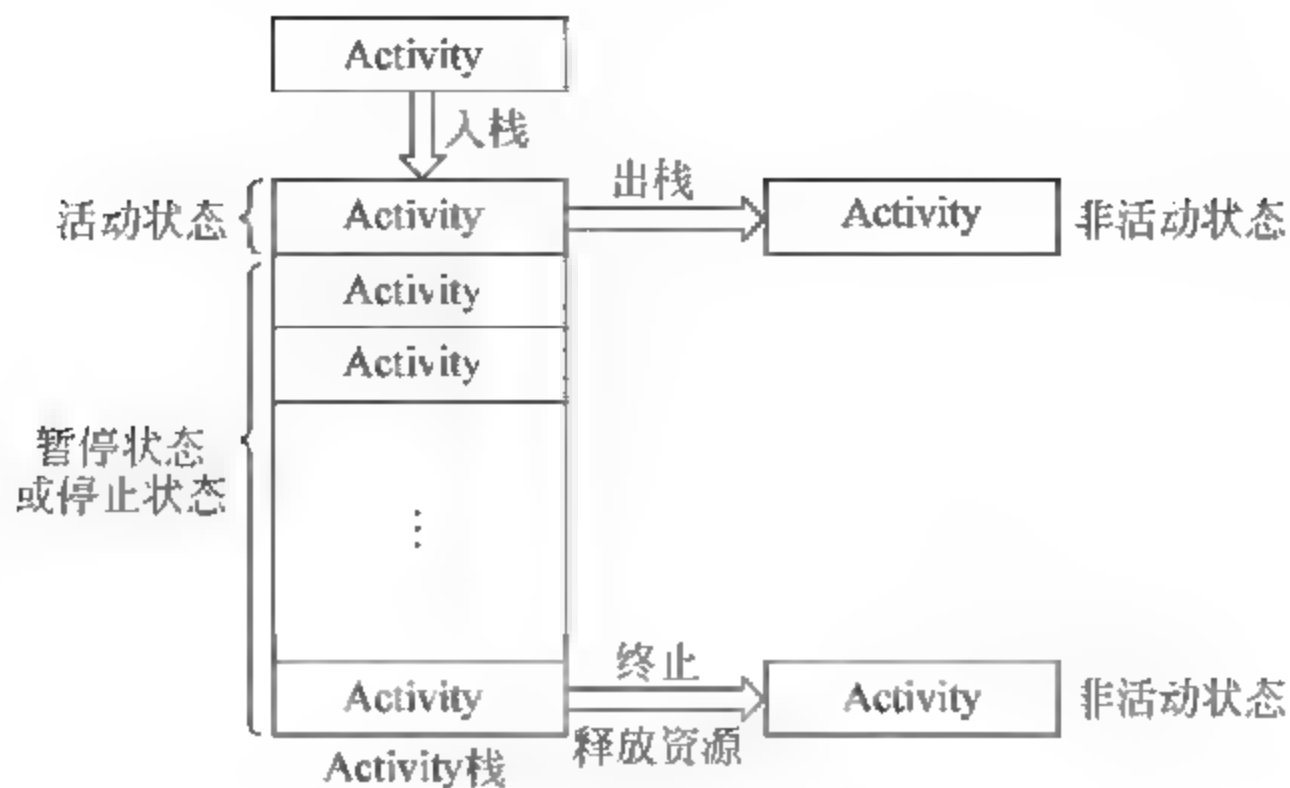 Activity
入栈
出栈
活动状态
Activity
Activity
非活动状态
Activity
Activity
暂停状态
或停止状态
⋮
终止
Activity
Activity
非活动状态
释放资源
Activity栈